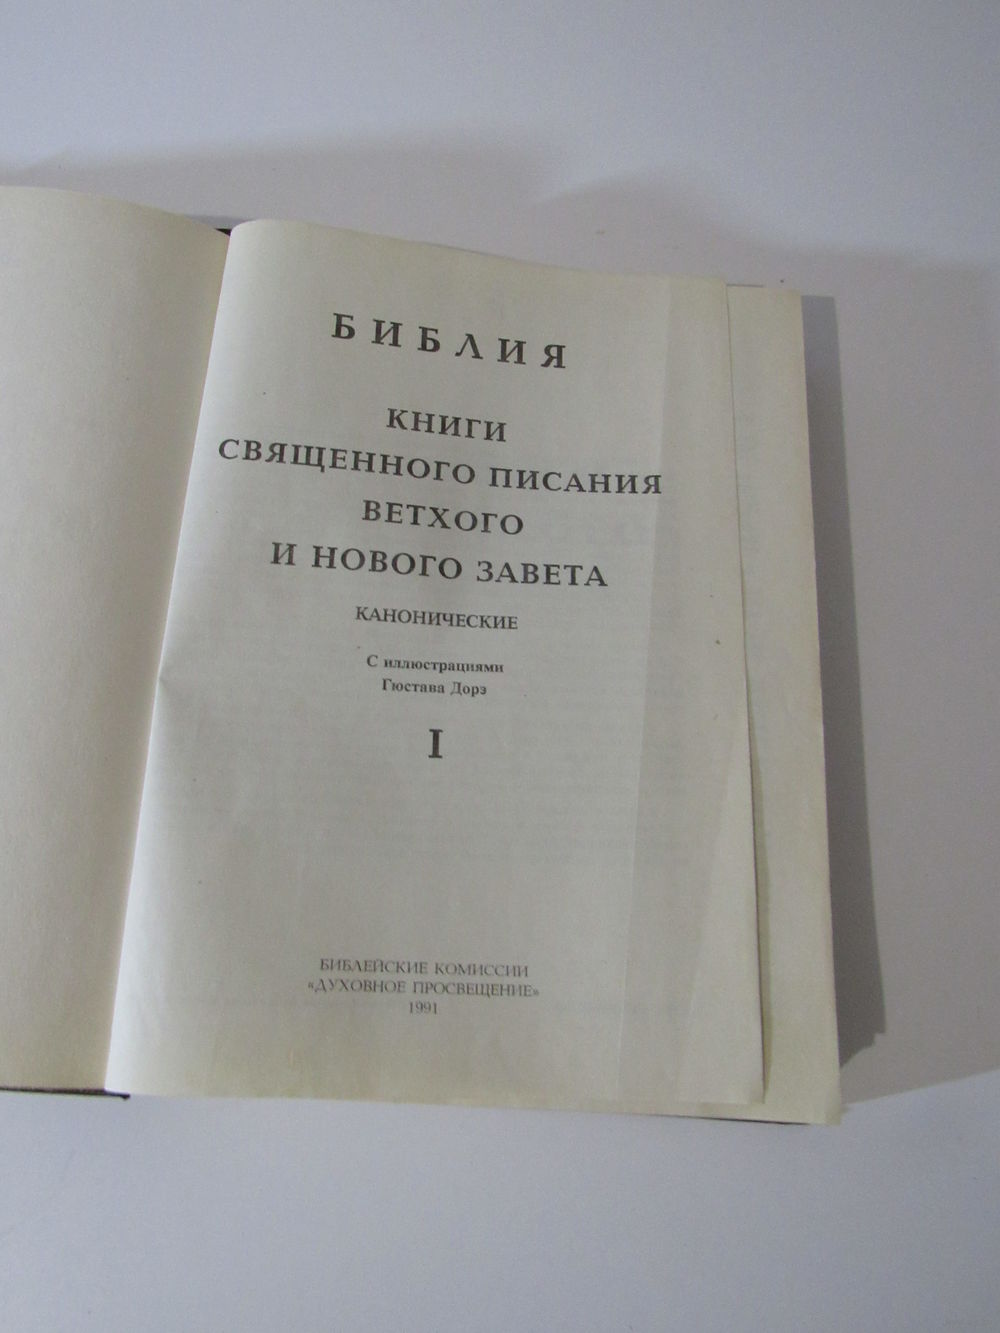 БИБЛИЯ
КНИГИ
СВЯЩЕННОГО ПИСАНИЯ
ВЕТХОГО
И НОВОГО ЗАВЕТА
КАНОНИЧЕСКИЕ
С иллюстрациями
Гюстава Дорэ
I
БИБЛЕЙСКИЕ КОМИССИИ
«ДУХОВНОЕ ПРОСВЕЩЕНИЕ»
1991